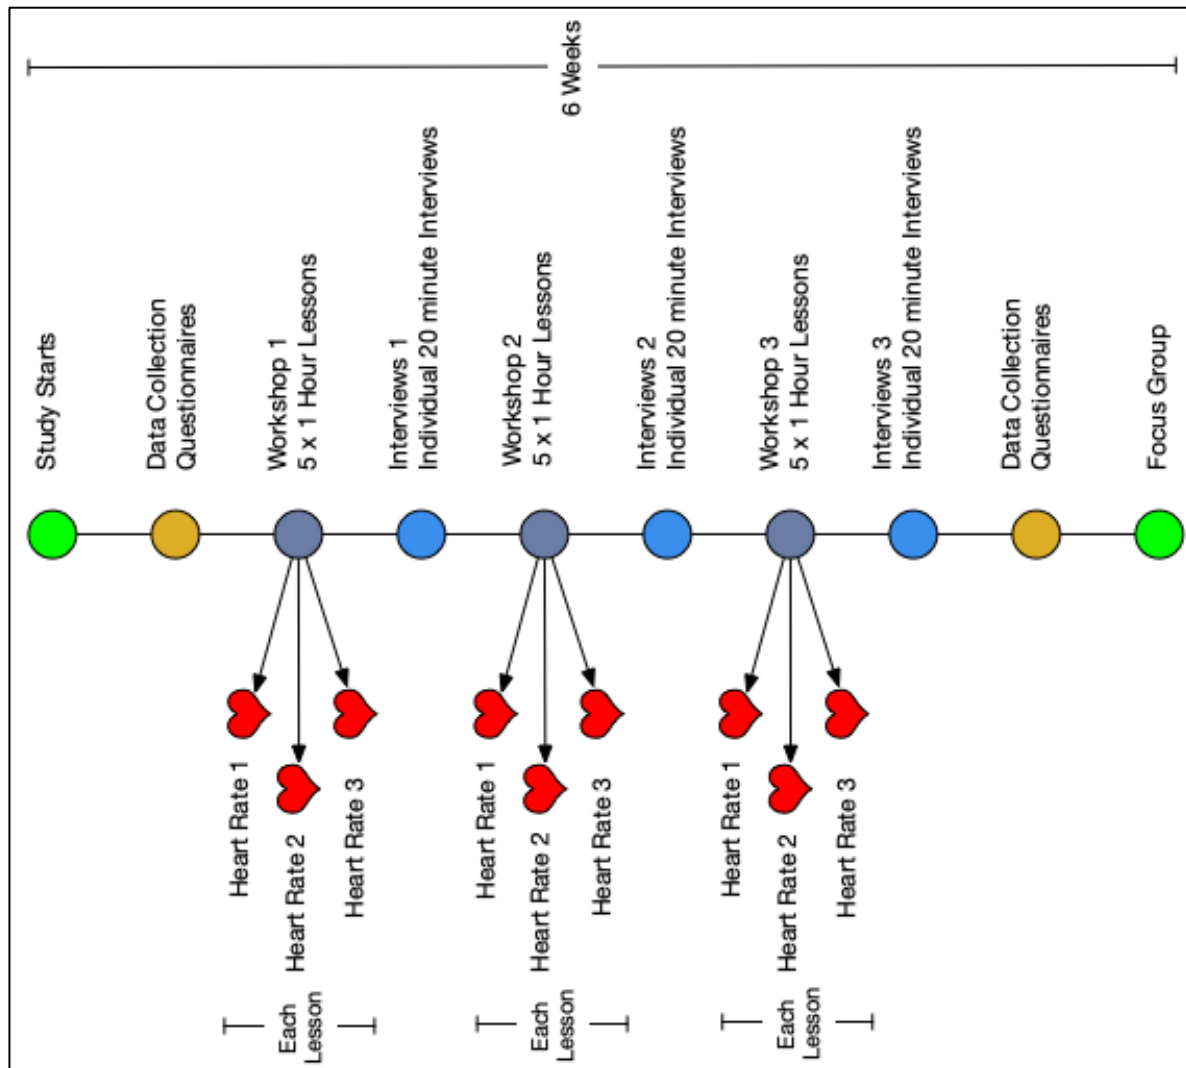 6 Weeks
Study Starts
Data Collection
Questionnaires
Workshop 1
5 x 1 Hour Lessons
Interviews 1
Individual 20 minute Interviews
Workshop 2
5 x 1 Hour Lessons
Interviews 2
Individual 20 minute Interviews
Workshop 3
5 x 1 Hour Lessons
Interviews 3
Individual 20 minute Interviews
Data Collection
Questionnaires
Focus Group
Heart Rate 1
Heart Rate 2
Heart Rate 3
Heart Rate 1
Heart Rate 2
Heart Rate 3
Heart Rate 1
Heart Rate 2
Heart Rate 3
Each
Lesson
Each
Lesson
Each
Lesson